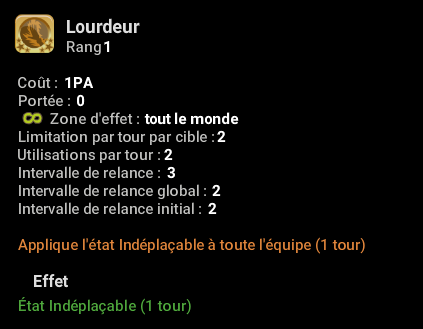 Lourdeur
Rang 1
Coût : 1PA
Portée : 0
Zone d'effet : tout le monde
Limitation par tour par cible : 2
Utilisations par tour : 2
Intervalle de relance : 3
Intervalle de relance global : 2
Intervalle de relance initial : 2
Applique l'état Indéplaçable à toute l'équipe (1 tour)
Effet
État Indéplaçable (1 tour)